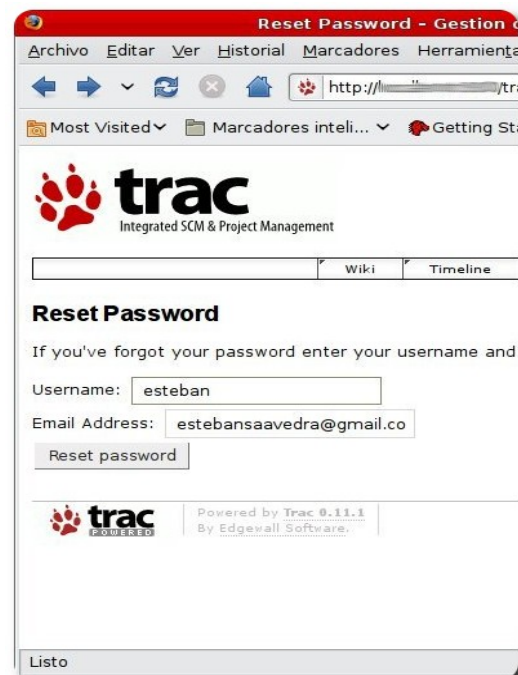 Reset Password - Gestion
Archivo Editar Ver Historial Marcadores Herramienta
http:// /tra
Most Visited Marcadores inteli... Getting Sta
trac
Integrated SCM & Project Management
Wiki Timeline
Reset Password
If you've forgot your password enter your username and
Username: esteban
Email Address: estebansaavedra@gmail.co
Reset password
trac
POWERED
Powered by Trac 0.11.1
By Edgewall Software.
Listo